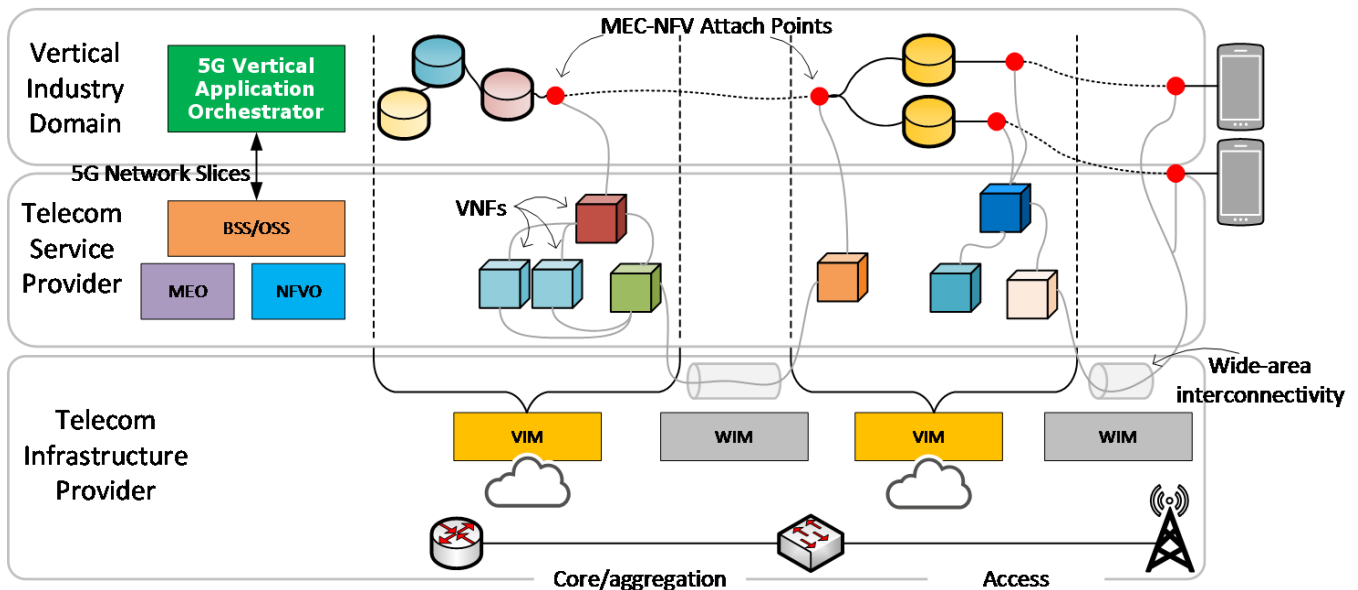 MEC-NFV Attach Points
Vertical
Industry
Domain
5G Vertical
Application
Orchestrator
5G Network Slices
Telecom
Service
Provider
BSS/OSS
MEO
NFVO
VNFs
Wide-area
interconnectivity
Telecom
Infrastructure
Provider
VIM
WIM
VIM
WIM
Core/aggregation
Access